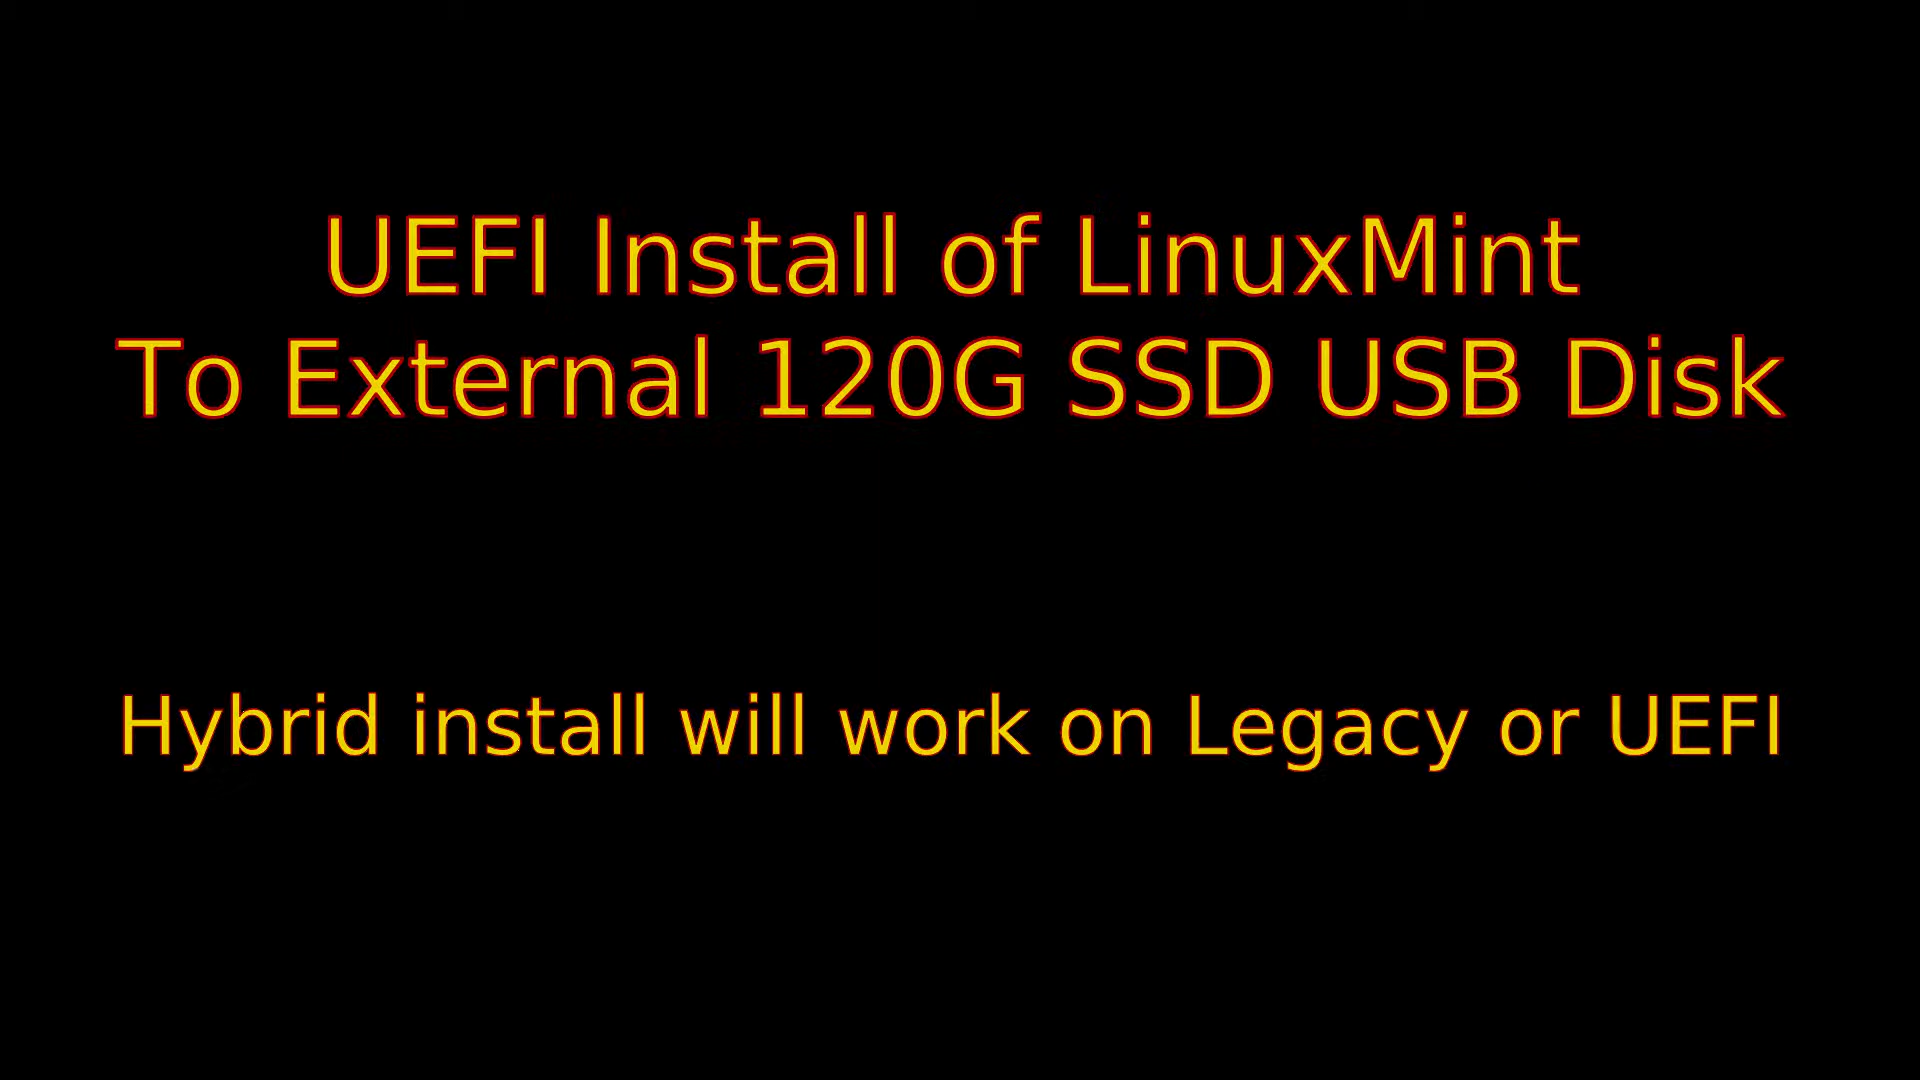 UEFI Install of LinuxMint
To External 120G SSD USB Disk
Hybrid install will work on Legacy or UEFI